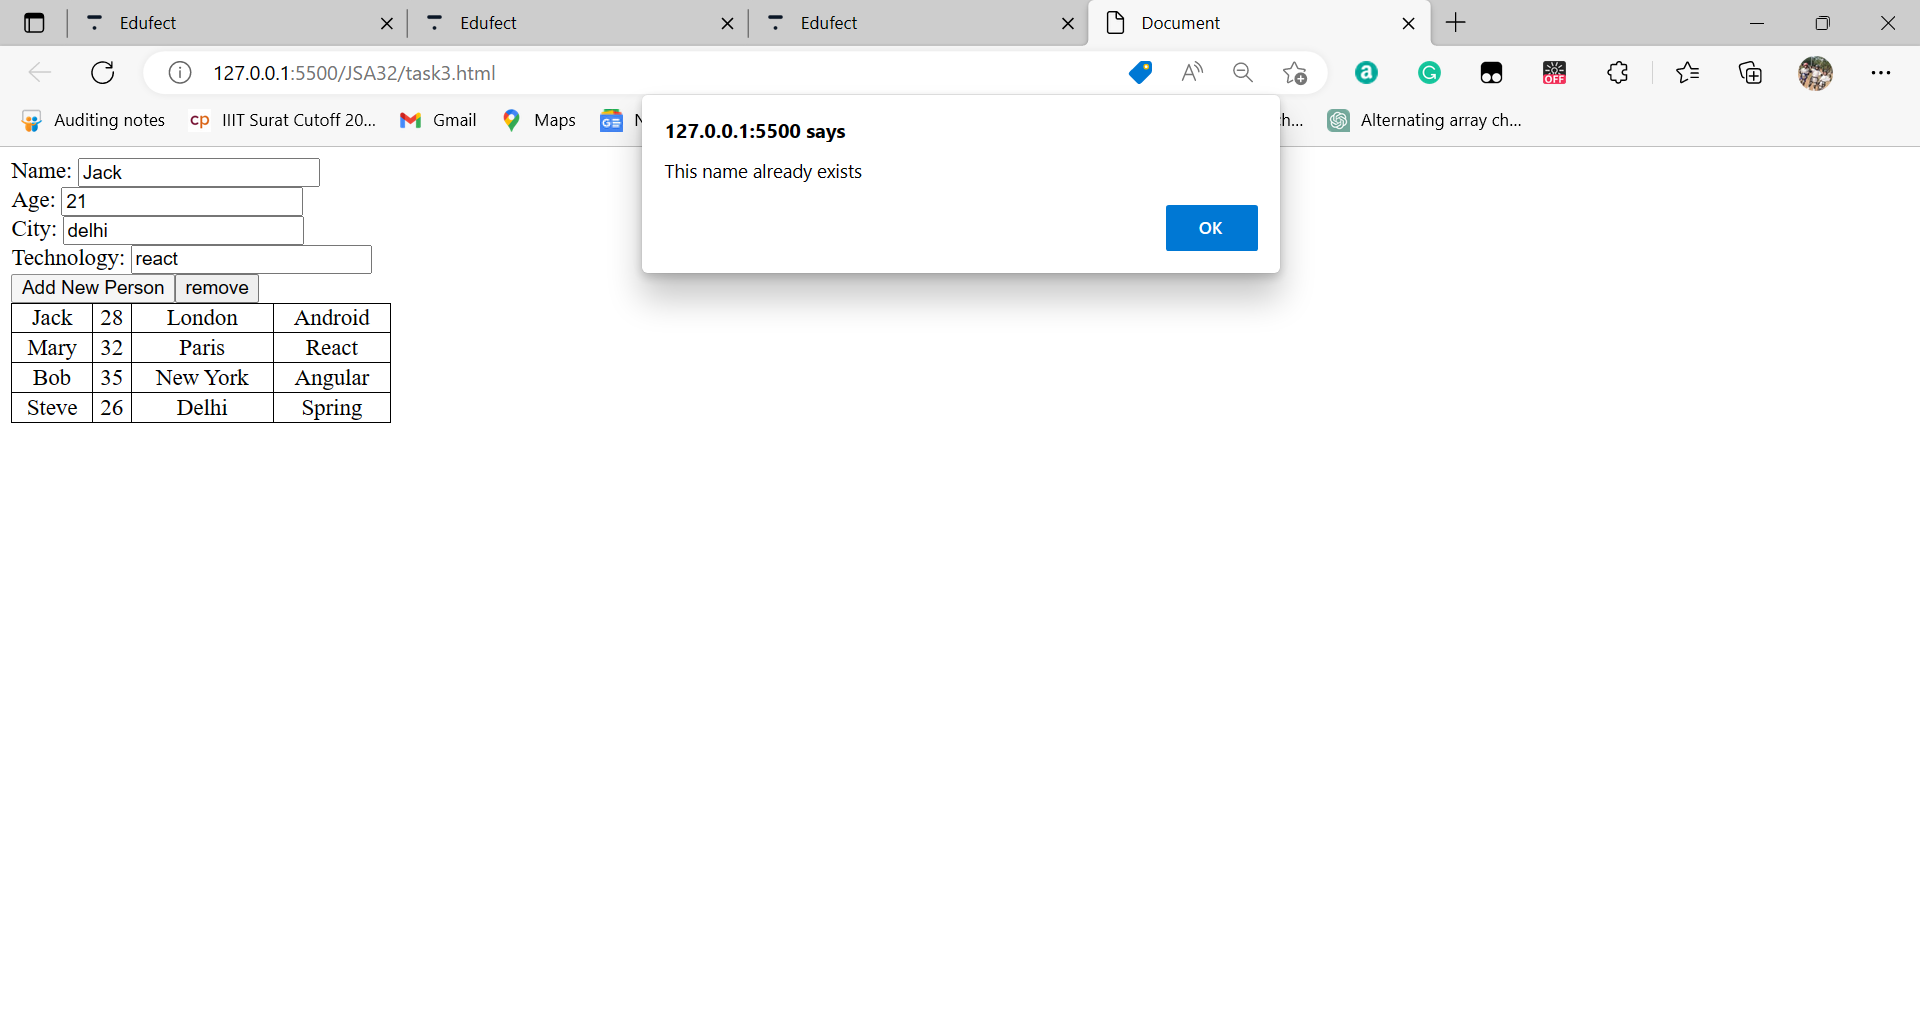 Edufect Edufect Edufect Document
127.0.0.1:5500/JSA32/task3.html
OFF
Auditing notes cp IIIT Surat Cutoff 20... Gmail Maps GE N h... Alternating array ch...
127.0.0.1:5500 says
This name already exists
OK
Name: Jack
Age: 21
City: delhi
Technology: react
Add New Person remove
Jack 28 London Android
Mary 32 Paris React
Bob 35 New York Angular
Steve 26 Delhi Spring